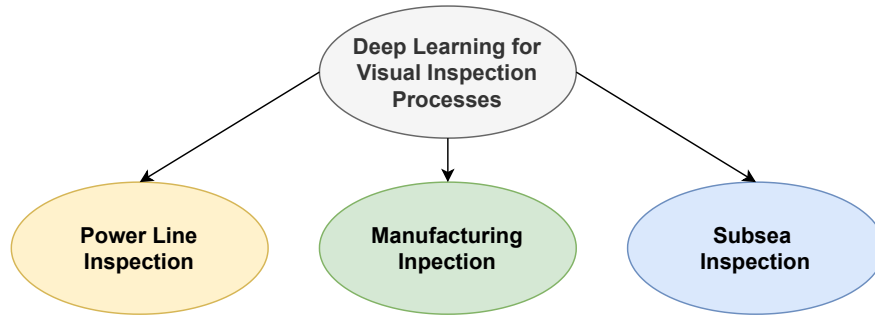 Deep Learning for
Visual Inspection
Processes
Power Line
Inspection
Manufacturing
Inpection
Subsea
Inspection